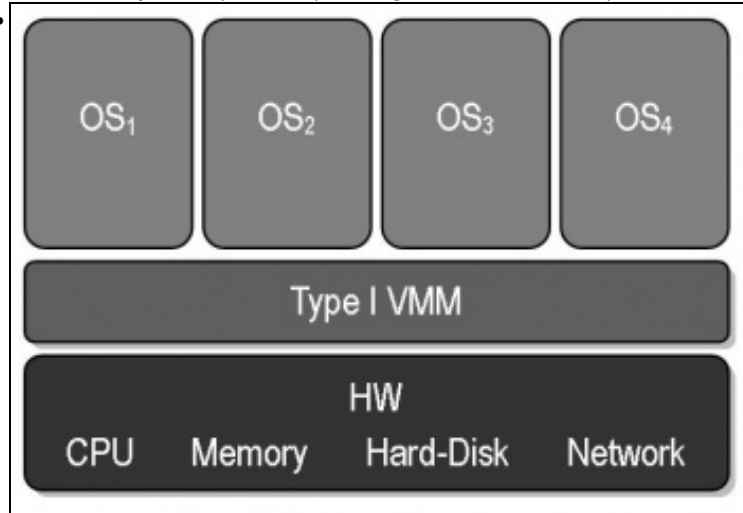 OS₁ OS₂ OS₃ OS₄
Type I VMM
HW
CPU Memory Hard-Disk Network